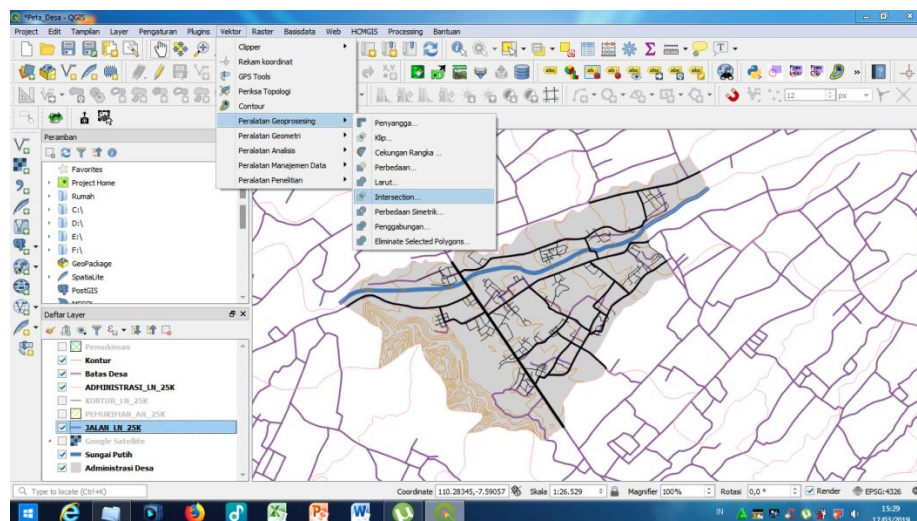 *Peta_Desa - QGIS
Project Edit Tampilan Layer Pengaturan Plugins Vektor Raster Basisdata Web HCMGIS Processing Bantuan
Clipper
Rekam koordinat
GPS Tools
Periksa Topologi
Contour
Peralatan Geoprosesing
Peralatan Geometri
Peralatan Analisis
Peralatan Manajemen Data
Peralatan Penelitian
Penyangga...
Klip...
Cekungan Rangka ...
Perbedaan...
Larut...
Intersection...
Perbedaan Simetrik...
Penggabungan...
Eliminate Selected Polygons...
12 px
Peramban
Favorites
Project Home
Rumah
C:\
D:\
E:\
F:\
GeoPackage
SpatiaLite
PostGIS
MSSQL
Daftar Layer
Pemukiman
Kontur
Batas Desa
ADMINISTRASI_LN_25K
KONTUR_LN_25K
PEMUKIMAN_AR_25K
JALAN_LN_25K
Google Satellite
Sungai Putih
Administrasi Desa
Type to locate (Ctrl+K)
Coordinate 110.28345,-7.59057 Skala 1:26.529 Magnifier 100% Rotasi 0,0 ° Render EPSG:4326
IN 15:29
17/03/2019